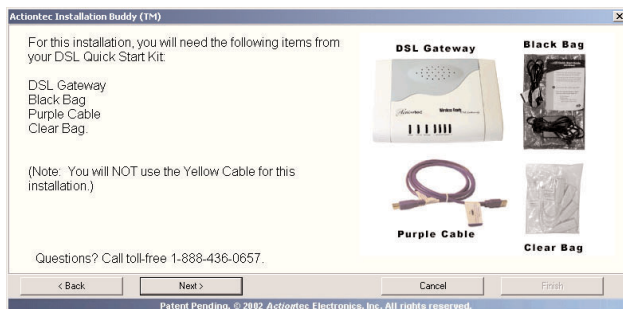 Actiontec Installation Buddy (TM)
For this installation, you will need the following items from
your DSL Quick Start Kit:
DSL Gateway
Black Bag
Purple Cable
Clear Bag.
(Note: You will NOT use the Yellow Cable for this
installation.)
Questions? Call toll-free 1-888-436-0657.
DSL Gateway
Black Bag
Actiontec
Purple Cable
Clear Bag
< Back
Next >
Cancel
Finish
Patent Pending. © 2002 Actiontec Electronics, Inc. All rights reserved.